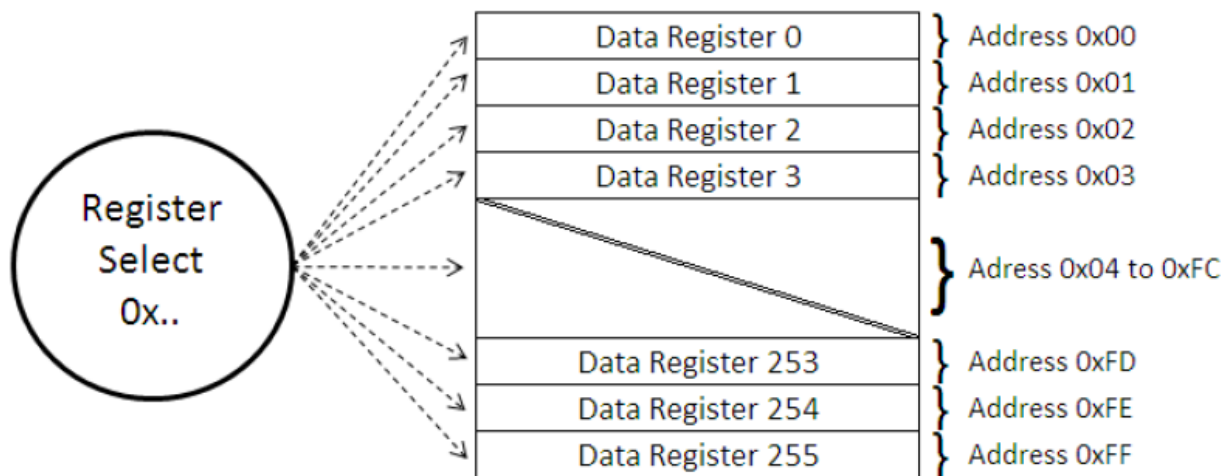 Register
Select
0x..
Data Register 0
Address 0x00
Data Register 1
Address 0x01
Data Register 2
Address 0x02
Data Register 3
Address 0x03
Adress 0x04 to 0xFC
Data Register 253
Address 0xFD
Data Register 254
Address 0xFE
Data Register 255
Address 0xFF